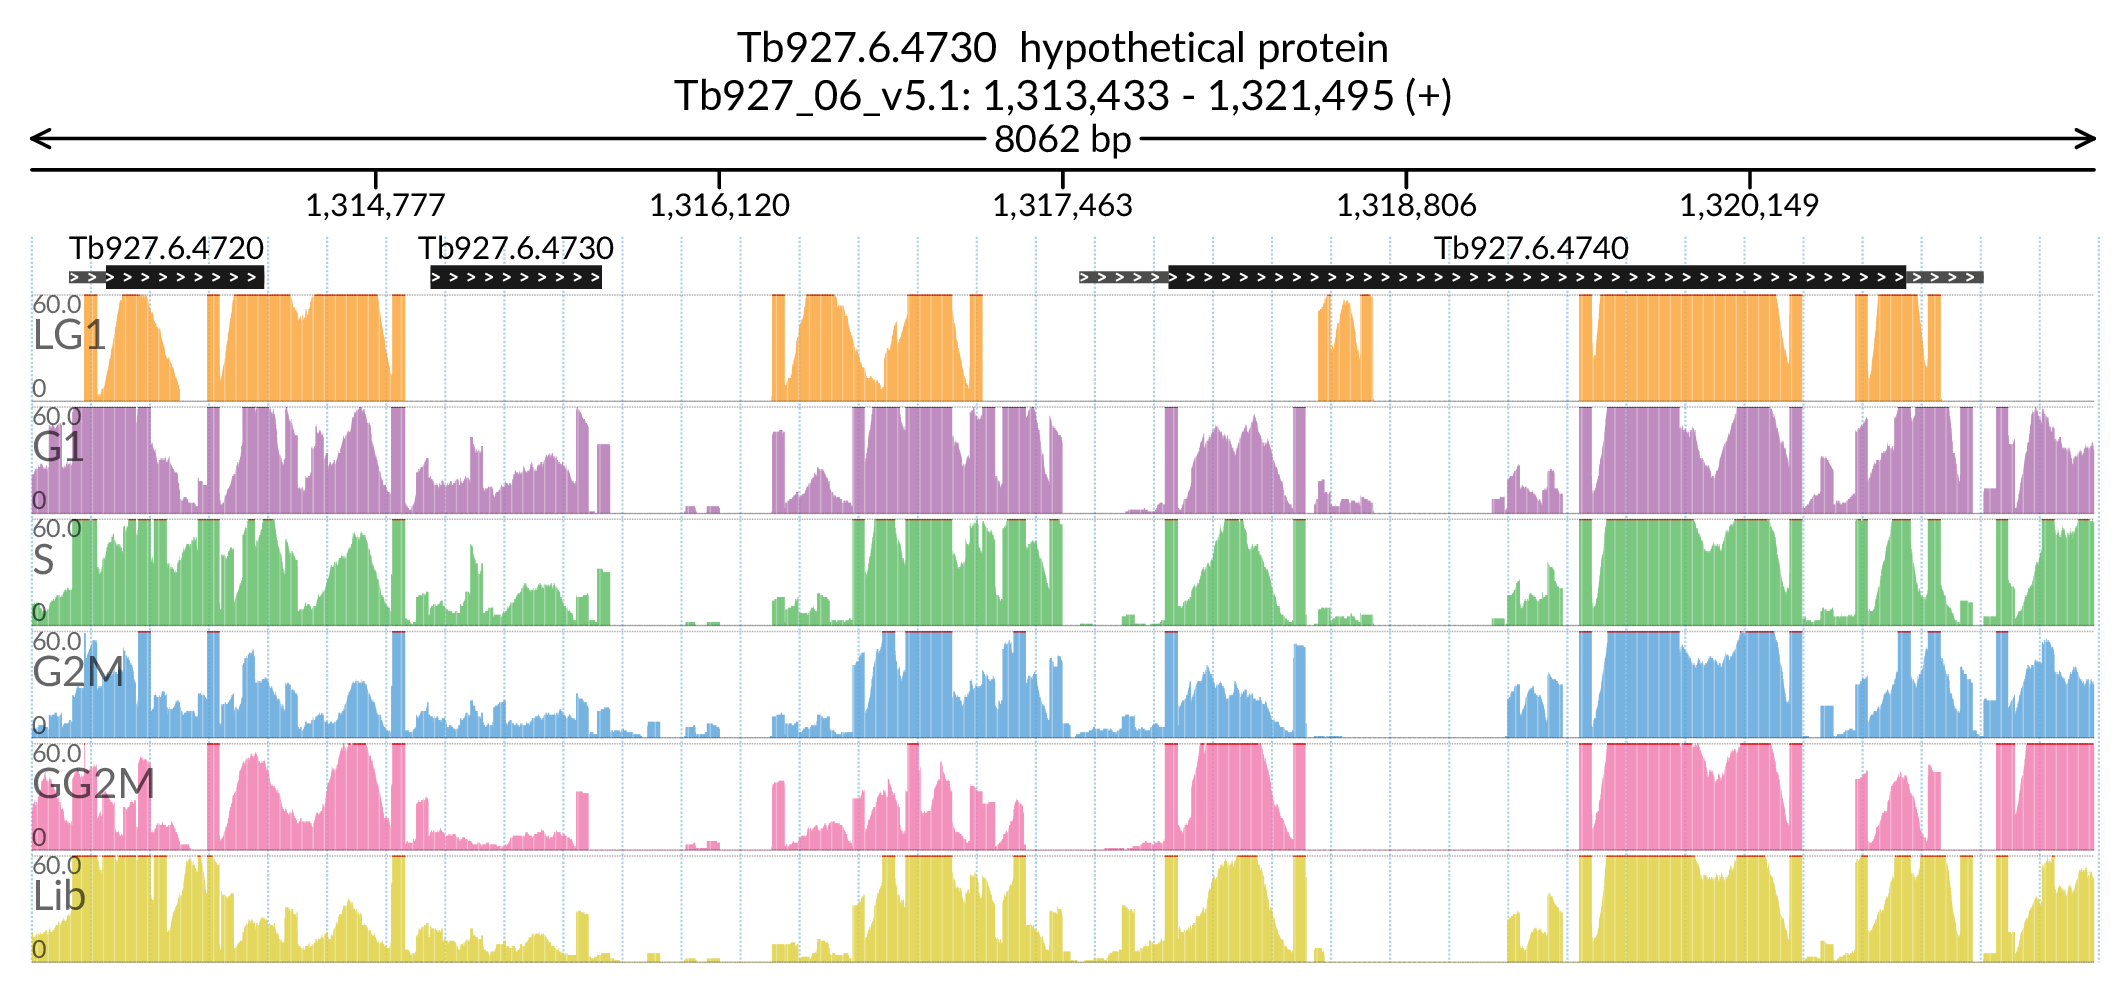 Tb927.6.4730 hypothetical protein
Tb927_06_v5.1: 1,313,433 - 1,321,495 (+)
8062 bp
1,314,777 1,316,120 1,317,463 1,318,806 1,320,149
Tb927.6.4720 Tb927.6.4730 Tb927.6.4740
60.0
LG1
0
60.0
G1
0
60.0
S
0
60.0
G2M
0
60.0
GG2M
0
60.0
Lib
0